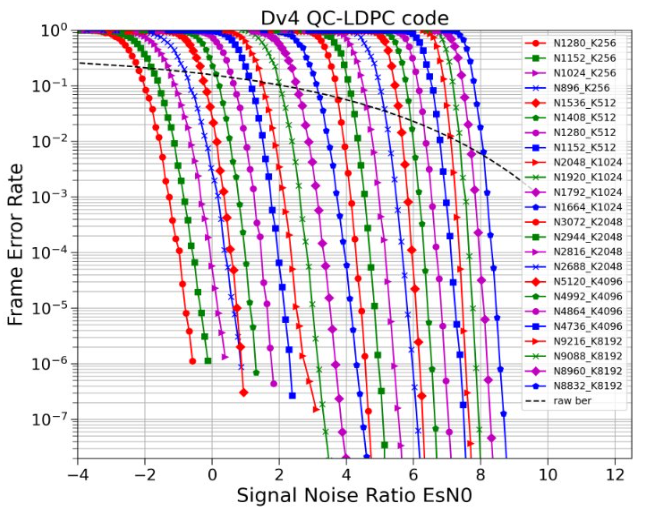 Dv4 QC-LDPC code
Frame Error Rate
10⁰
10⁻¹
10⁻²
10⁻³
10⁻⁴
10⁻⁵
10⁻⁶
10⁻⁷
N1280_K256
N1152_K256
N1024_K256
N896_K256
N1536_K512
N1408_K512
N1280_K512
N1152_K512
N2048_K1024
N1920_K1024
N1792_K1024
N1664_K1024
N3072_K2048
N2944_K2048
N2816_K2048
N2688_K2048
N5120_K4096
N4992_K4096
N4864_K4096
N4736_K4096
N9216_K8192
N9088_K8192
N8960_K8192
N8832_K8192
raw ber
−4 −2 0 2 4 6 8 10 12
Signal Noise Ratio EsN0